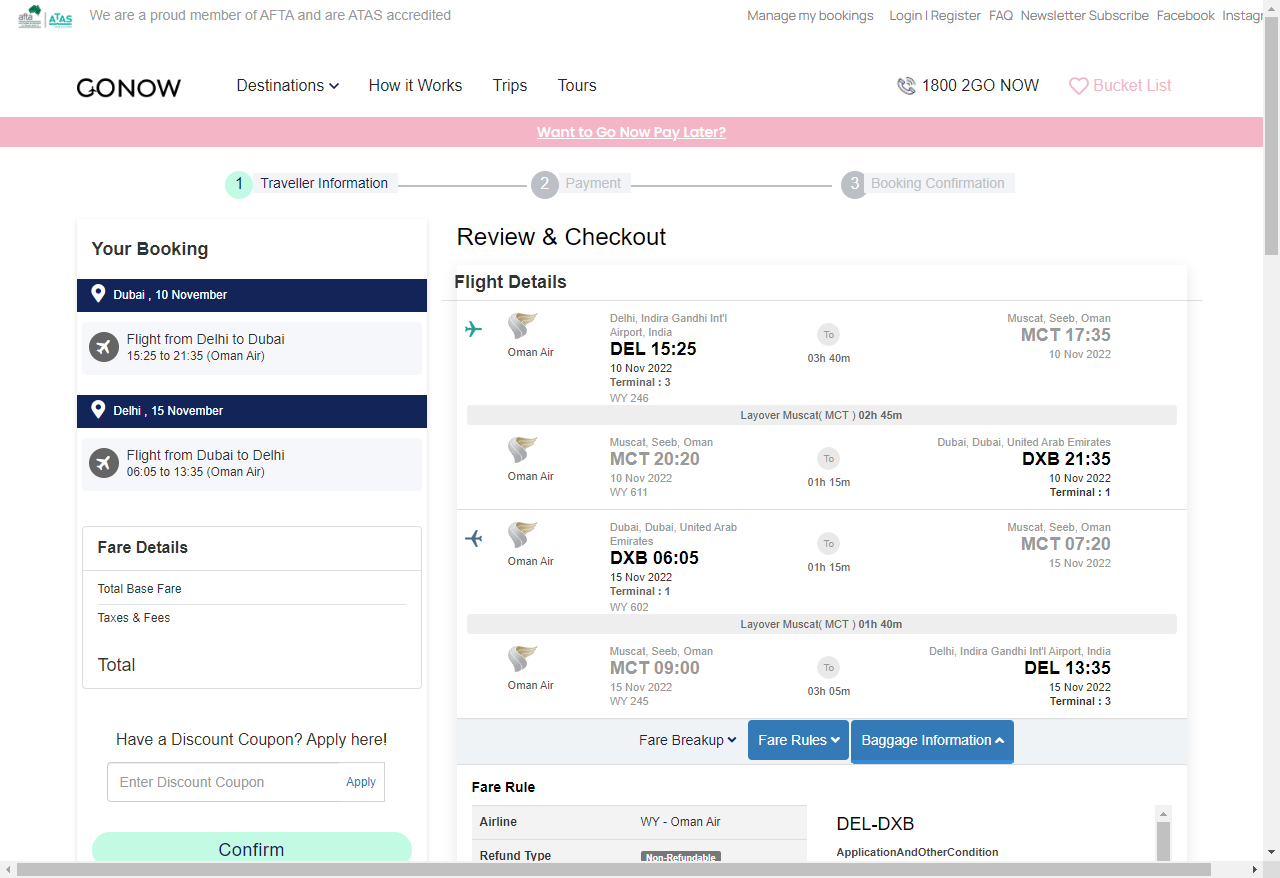 We are a proud member of AFTA and are ATAS accredited
Manage my bookings Login | Register FAQ Newsletter Subscribe Facebook Instagr
afta ATAS
GONOW
Destinations How it Works Trips Tours
1800 2GO NOW Bucket List
Want to Go Now Pay Later?
1 Traveller Information 2 Payment 3 Booking Confirmation
Your Booking
Dubai , 10 November
Flight from Delhi to Dubai
15:25 to 21:35 (Oman Air)
Delhi , 15 November
Flight from Dubai to Delhi
06:05 to 13:35 (Oman Air)
Fare Details
Total Base Fare
Taxes & Fees
Total
Have a Discount Coupon? Apply here!
Enter Discount Coupon Apply
Confirm
Review & Checkout
Flight Details
Oman Air
Delhi, Indira Gandhi Int'l
Airport, India
DEL 15:25
10 Nov 2022
Terminal : 3
WY 246
To
03h 40m
Muscat, Seeb, Oman
MCT 17:35
10 Nov 2022
Layover Muscat( MCT ) 02h 45m
Oman Air
Muscat, Seeb, Oman
MCT 20:20
10 Nov 2022
WY 611
To
01h 15m
Dubai, Dubai, United Arab Emirates
DXB 21:35
10 Nov 2022
Terminal : 1
Oman Air
Dubai, Dubai, United Arab
Emirates
DXB 06:05
15 Nov 2022
Terminal : 1
WY 602
To
01h 15m
Muscat, Seeb, Oman
MCT 07:20
15 Nov 2022
Layover Muscat( MCT ) 01h 40m
Oman Air
Muscat, Seeb, Oman
MCT 09:00
15 Nov 2022
WY 245
To
03h 05m
Delhi, Indira Gandhi Int'l Airport, India
DEL 13:35
15 Nov 2022
Terminal : 3
Fare Breakup Fare Rules Baggage Information
Fare Rule
Airline WY - Oman Air
Refund Type Non-Refundable
DEL-DXB
ApplicationAndOtherCondition